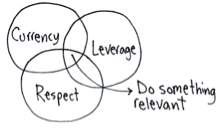 Currency
Leverage
Respect
Do something
relevant